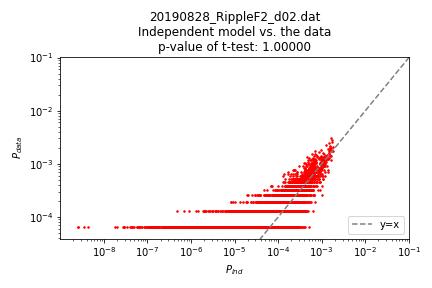 20190828_RippleF2_d02.dat
Independent model vs. the data
p-value of t-test: 1.00000
10⁻¹
10⁻²
10⁻³
10⁻⁴
P_data
y=x
10⁻⁸ 10⁻⁷ 10⁻⁶ 10⁻⁵ 10⁻⁴ 10⁻³ 10⁻² 10⁻¹
P_ind